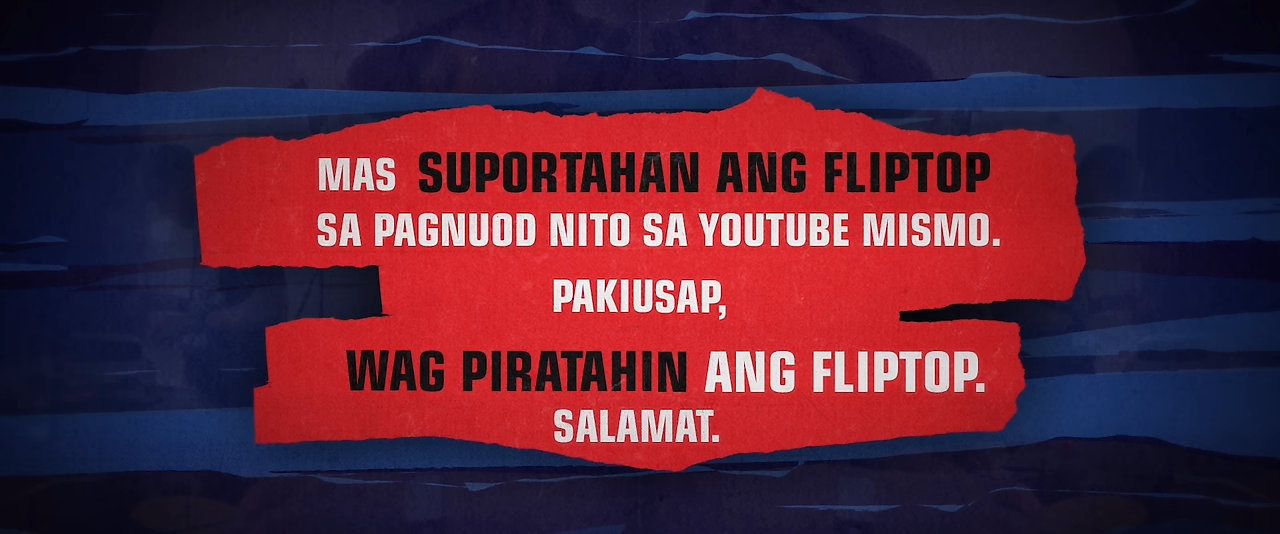 MAS SUPORTAHAN ANG FLIPTOP
SA PAGNUOD NITO SA YOUTUBE MISMO.
PAKIUSAP,
WAG PIRATAHIN ANG FLIPTOP.
SALAMAT.